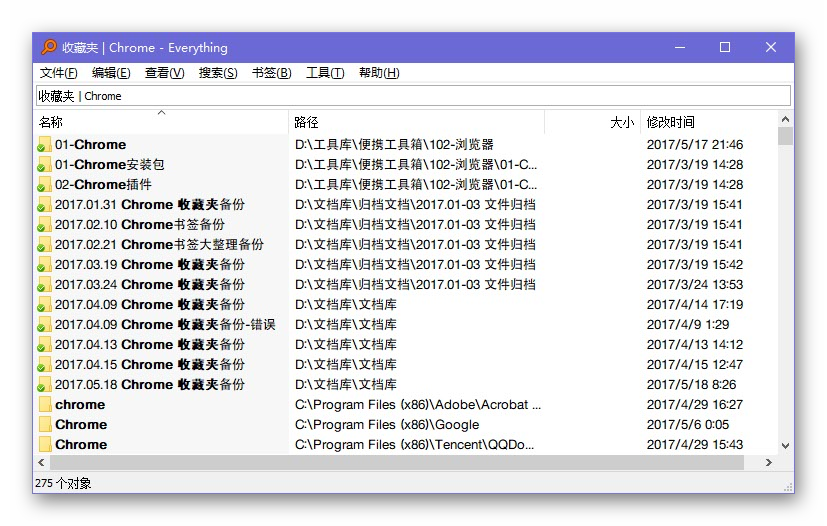 收藏夹 | Chrome - Everything
文件(F) 编辑(E) 查看(V) 搜索(S) 书签(B) 工具(T) 帮助(H)
收藏夹 | Chrome
名称 路径 大小 修改时间
01-Chrome D:\工具库\便携工具箱\102-浏览器 2017/5/17 21:46
01-Chrome安装包 D:\工具库\便携工具箱\102-浏览器\01-C... 2017/3/19 14:28
02-Chrome插件 D:\工具库\便携工具箱\102-浏览器\01-C... 2017/3/19 14:28
2017.01.31 Chrome 收藏夹备份 D:\文档库\归档文档\2017.01-03 文件归档 2017/3/19 15:41
2017.02.10 Chrome书签备份 D:\文档库\归档文档\2017.01-03 文件归档 2017/3/19 15:41
2017.02.21 Chrome书签大整理备份 D:\文档库\归档文档\2017.01-03 文件归档 2017/3/19 15:41
2017.03.19 Chrome 收藏夹备份 D:\文档库\归档文档\2017.01-03 文件归档 2017/3/19 15:42
2017.03.24 Chrome 收藏夹备份 D:\文档库\归档文档\2017.01-03 文件归档 2017/3/24 13:53
2017.04.09 Chrome 收藏夹备份 D:\文档库\文档库 2017/4/14 17:19
2017.04.09 Chrome 收藏夹备份-错误 D:\文档库\文档库 2017/4/9 1:29
2017.04.13 Chrome 收藏夹备份 D:\文档库\文档库 2017/4/13 14:12
2017.04.15 Chrome 收藏夹备份 D:\文档库\文档库 2017/4/15 12:47
2017.05.18 Chrome 收藏夹备份 D:\文档库\文档库 2017/5/18 8:26
chrome C:\Program Files (x86)\Adobe\Acrobat ... 2017/4/29 16:27
Chrome C:\Program Files (x86)\Google 2017/5/6 0:05
Chrome C:\Program Files (x86)\Tencent\QQDo... 2017/4/29 15:43
275 个对象